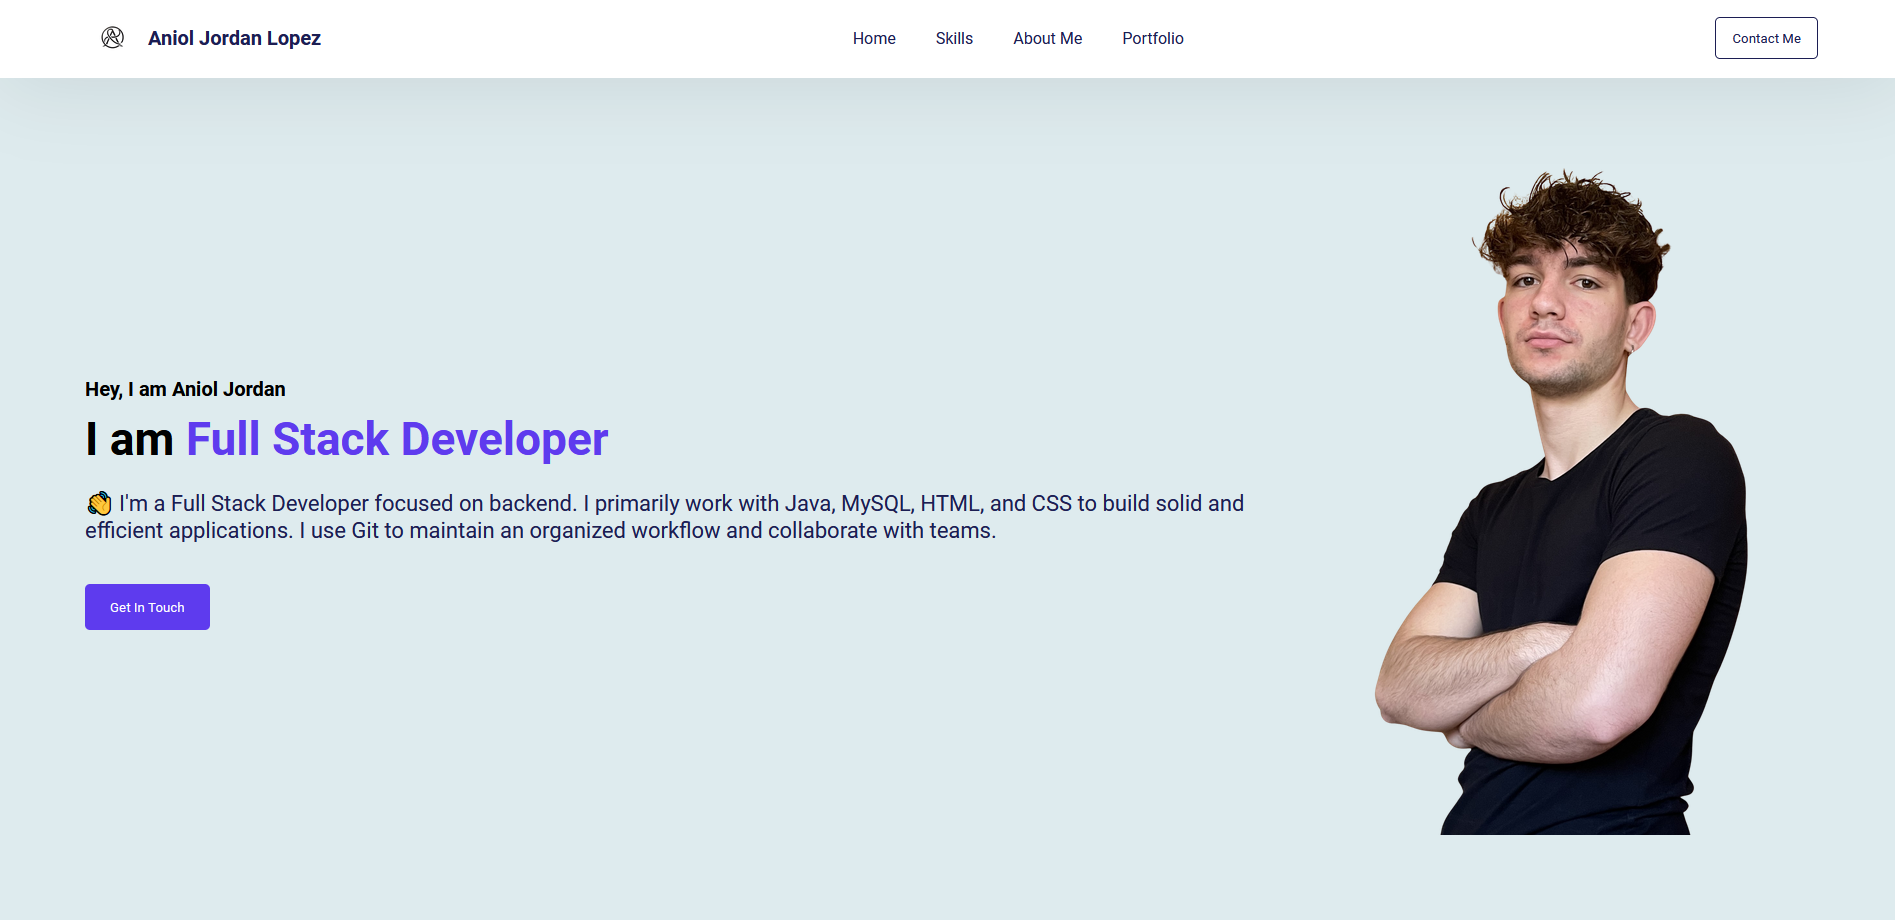 Aniol Jordan Lopez
Home
Skills
About Me
Portfolio
Contact Me
Hey, I am Aniol Jordan
I am Full Stack Developer
👋 I'm a Full Stack Developer focused on backend. I primarily work with Java, MySQL, HTML, and CSS to build solid and
efficient applications. I use Git to maintain an organized workflow and collaborate with teams.
Get In Touch